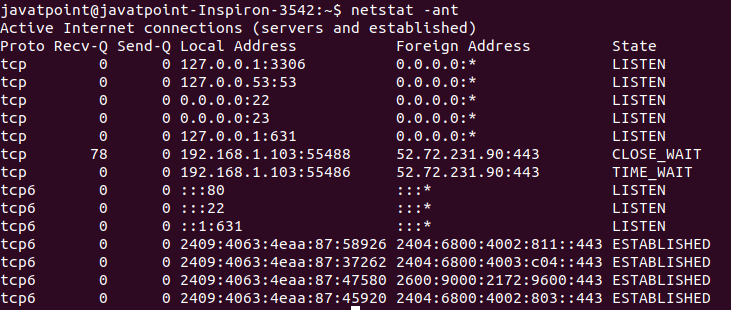 javatpoint@javatpoint-Inspiron-3542:~$ netstat -ant
Active Internet connections (servers and established)
Proto Recv-Q Send-Q Local Address           Foreign Address         State
tcp        0      0 127.0.0.1:3306          0.0.0.0:*               LISTEN
tcp        0      0 127.0.0.53:53           0.0.0.0:*               LISTEN
tcp        0      0 0.0.0.0:22              0.0.0.0:*               LISTEN
tcp        0      0 0.0.0.0:23              0.0.0.0:*               LISTEN
tcp        0      0 127.0.0.1:631           0.0.0.0:*               LISTEN
tcp       78      0 192.168.1.103:55488     52.72.231.90:443        CLOSE_WAIT
tcp        0      0 192.168.1.103:55486     52.72.231.90:443        TIME_WAIT
tcp6       0      0 :::80                   :::*                    LISTEN
tcp6       0      0 :::22                   :::*                    LISTEN
tcp6       0      0 ::1:631                 :::*                    LISTEN
tcp6       0      0 2409:4063:4eaa:87:58926 2404:6800:4002:811::443 ESTABLISHED
tcp6       0      0 2409:4063:4eaa:87:37262 2404:6800:4003:c04::443 ESTABLISHED
tcp6       0      0 2409:4063:4eaa:87:47580 2600:9000:2172:9600:443 ESTABLISHED
tcp6       0      0 2409:4063:4eaa:87:45920 2404:6800:4002:803::443 ESTABLISHED